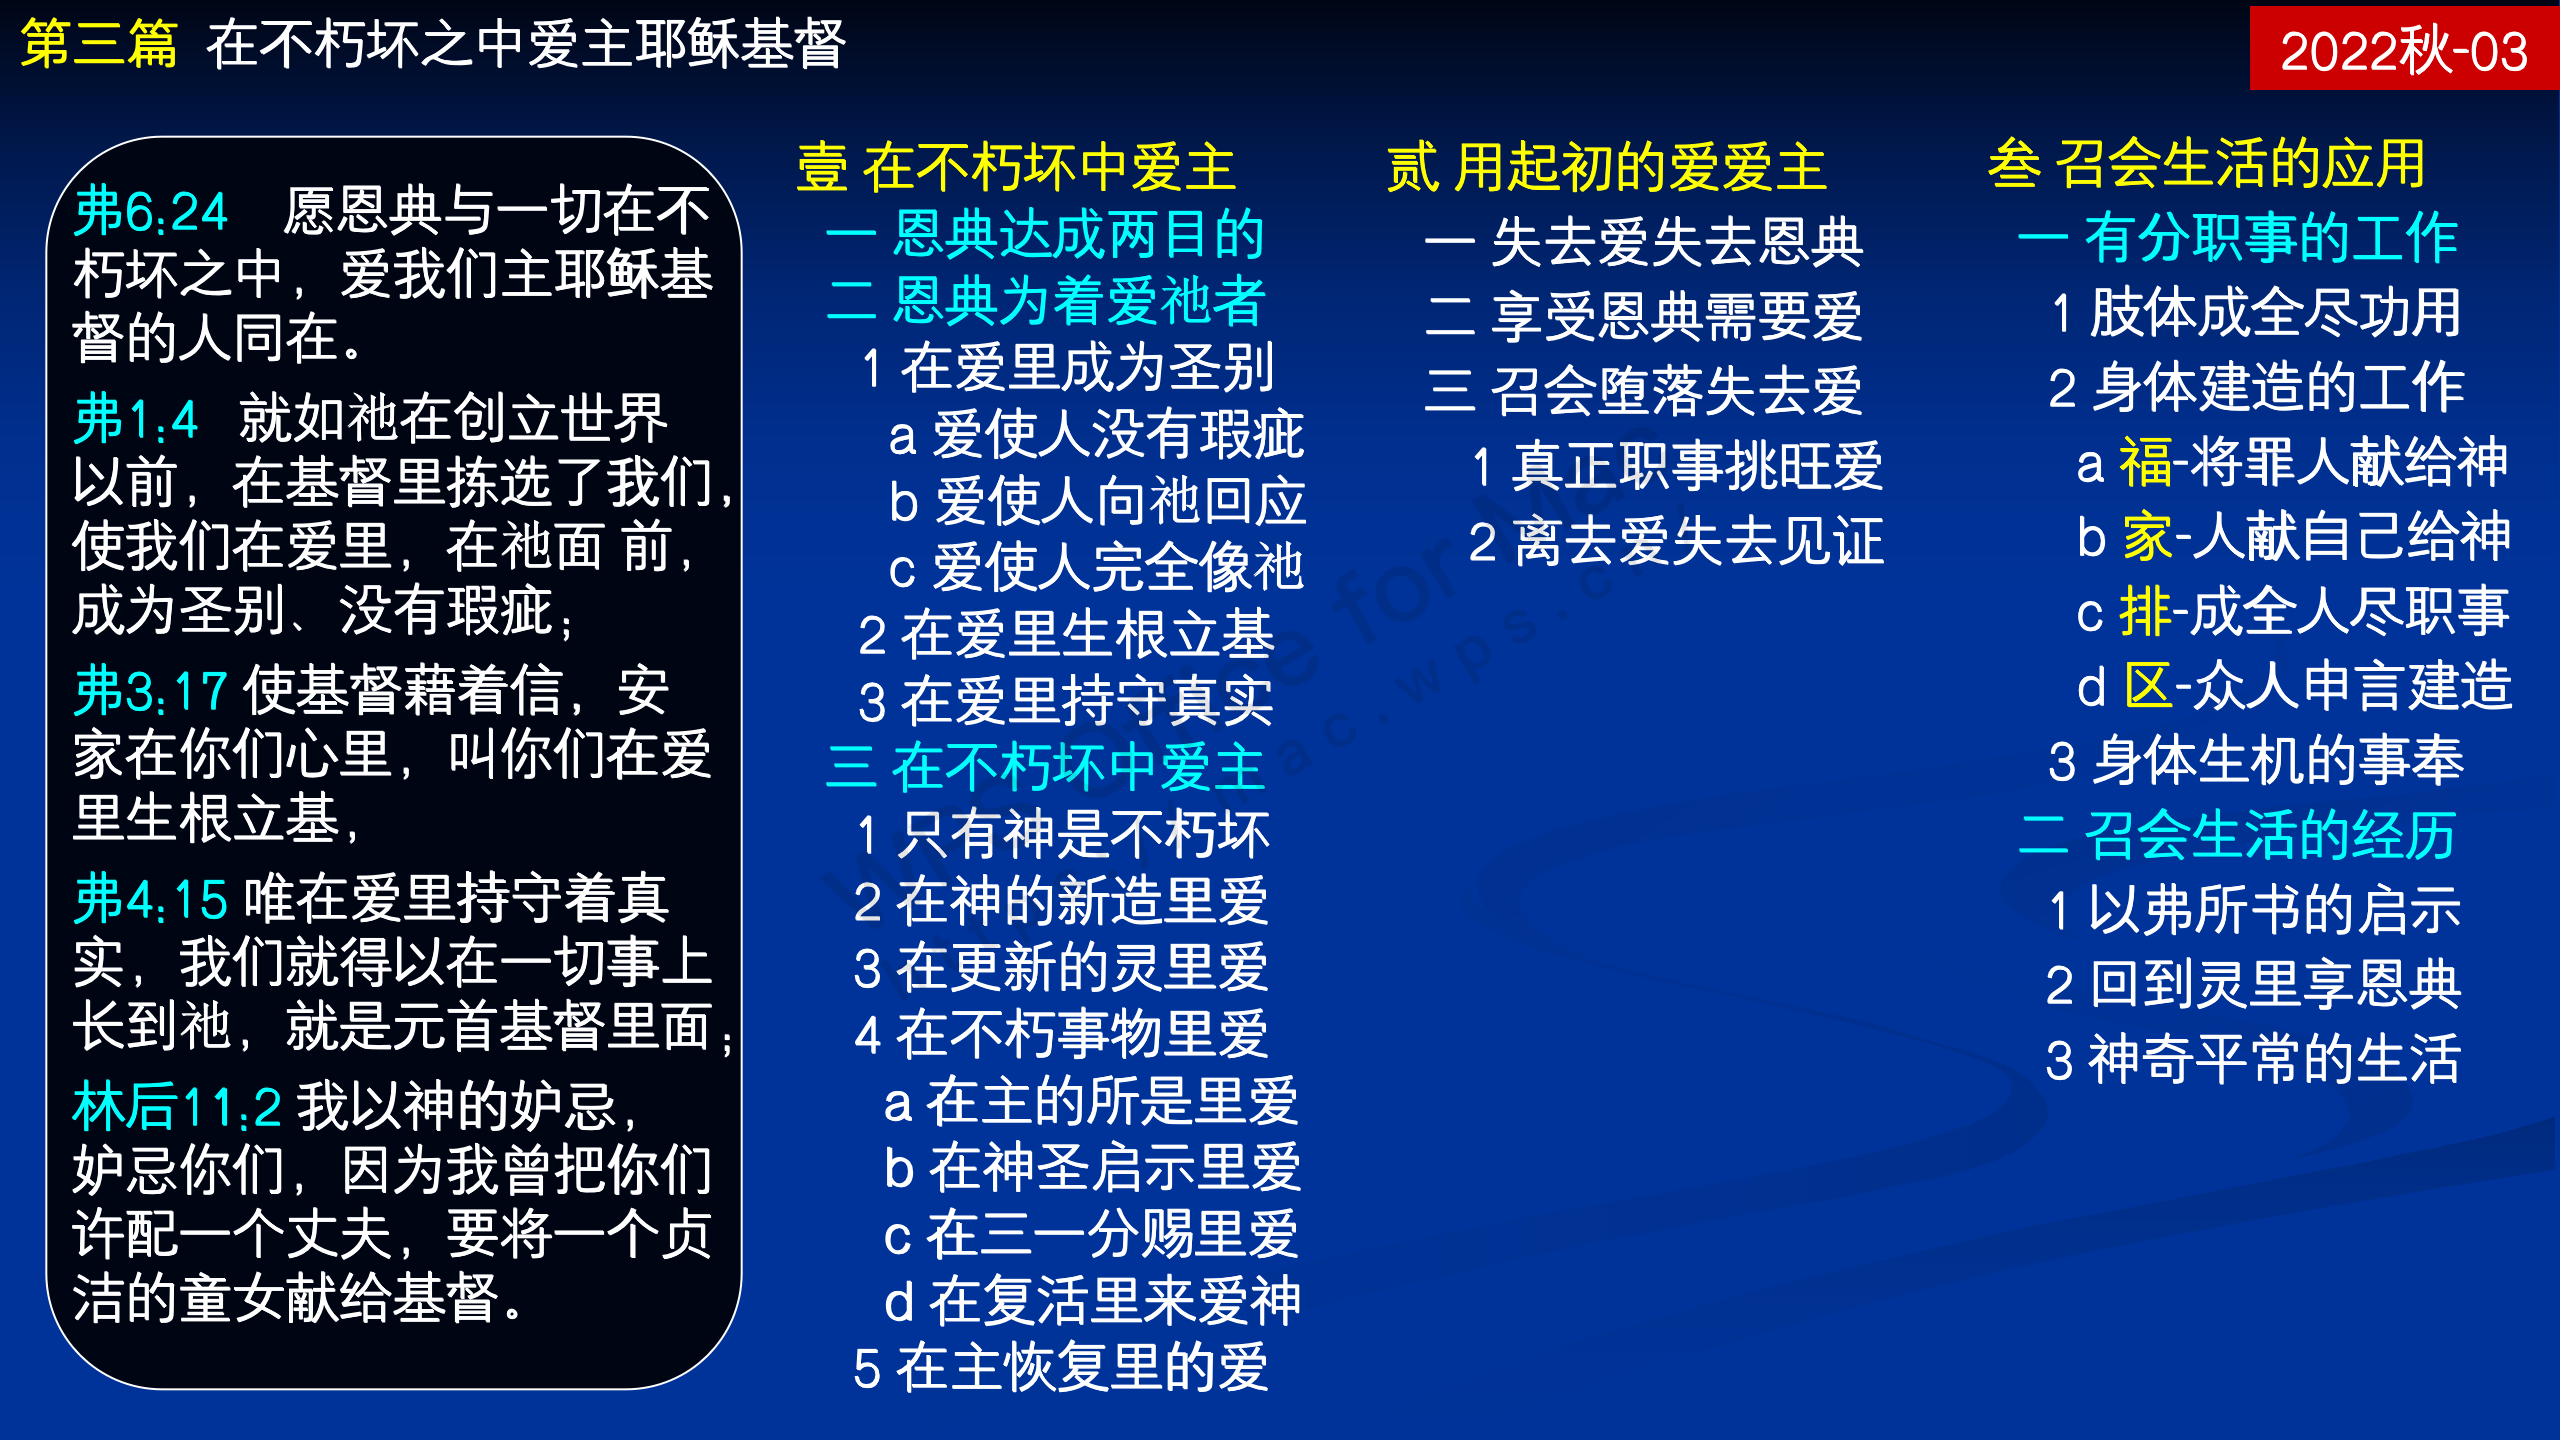 第三篇 在不朽坏之中爱主耶稣基督
2022秋-03
弗6:24 愿恩典与一切在不
朽坏之中，爱我们主耶稣基
督的人同在。
弗1:4 就如祂在创立世界
以前，在基督里拣选了我们，
使我们在爱里，在祂面 前，
成为圣别、没有瑕疵；
弗3:17 使基督藉着信，安
家在你们心里，叫你们在爱
里生根立基，
弗4:15 唯在爱里持守着真
实，我们就得以在一切事上
长到祂，就是元首基督里面；
林后11:2 我以神的妒忌，
妒忌你们，因为我曾把你们
许配一个丈夫，要将一个贞
洁的童女献给基督。
壹 在不朽坏中爱主
一 恩典达成两目的
二 恩典为着爱祂者
1 在爱里成为圣别
a 爱使人没有瑕疵
b 爱使人向祂回应
c 爱使人完全像祂
2 在爱里生根立基
3 在爱里持守真实
三 在不朽坏中爱主
1 只有神是不朽坏
2 在神的新造里爱
3 在更新的灵里爱
4 在不朽事物里爱
a 在主的所是里爱
b 在神圣启示里爱
c 在三一分赐里爱
d 在复活里来爱神
5 在主恢复里的爱
贰 用起初的爱爱主
一 失去爱失去恩典
二 享受恩典需要爱
三 召会堕落失去爱
1 真正职事挑旺爱
2 离去爱失去见证
叁 召会生活的应用
一 有分职事的工作
1 肢体成全尽功用
2 身体建造的工作
a 福-将罪人献给神
b 家-人献自己给神
c 排-成全人尽职事
d 区-众人申言建造
3 身体生机的事奉
二 召会生活的经历
1 以弗所书的启示
2 回到灵里享恩典
3 神奇平常的生活